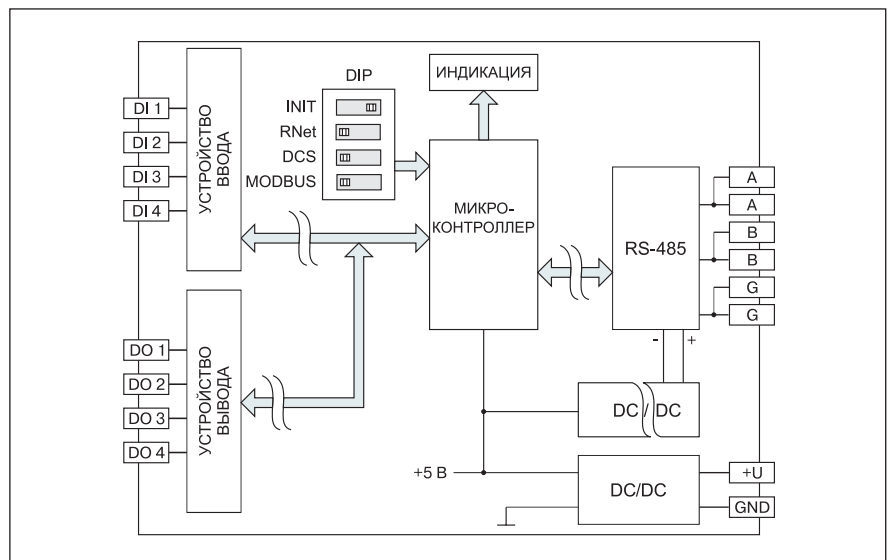 DIP
INIT
RNet
DCS
MODBUS
ИНДИКАЦИЯ
DI 1
DI 2
DI 3
DI 4
УСТРОЙСТВО
ВВОДА
МИКРО-
КОНТРОЛЛЕР
RS-485
A
A
B
B
G
G
- +
DO 1
DO 2
DO 3
DO 4
УСТРОЙСТВО
ВЫВОДА
DC / DC
+5 В
DC/DC
+U
GND